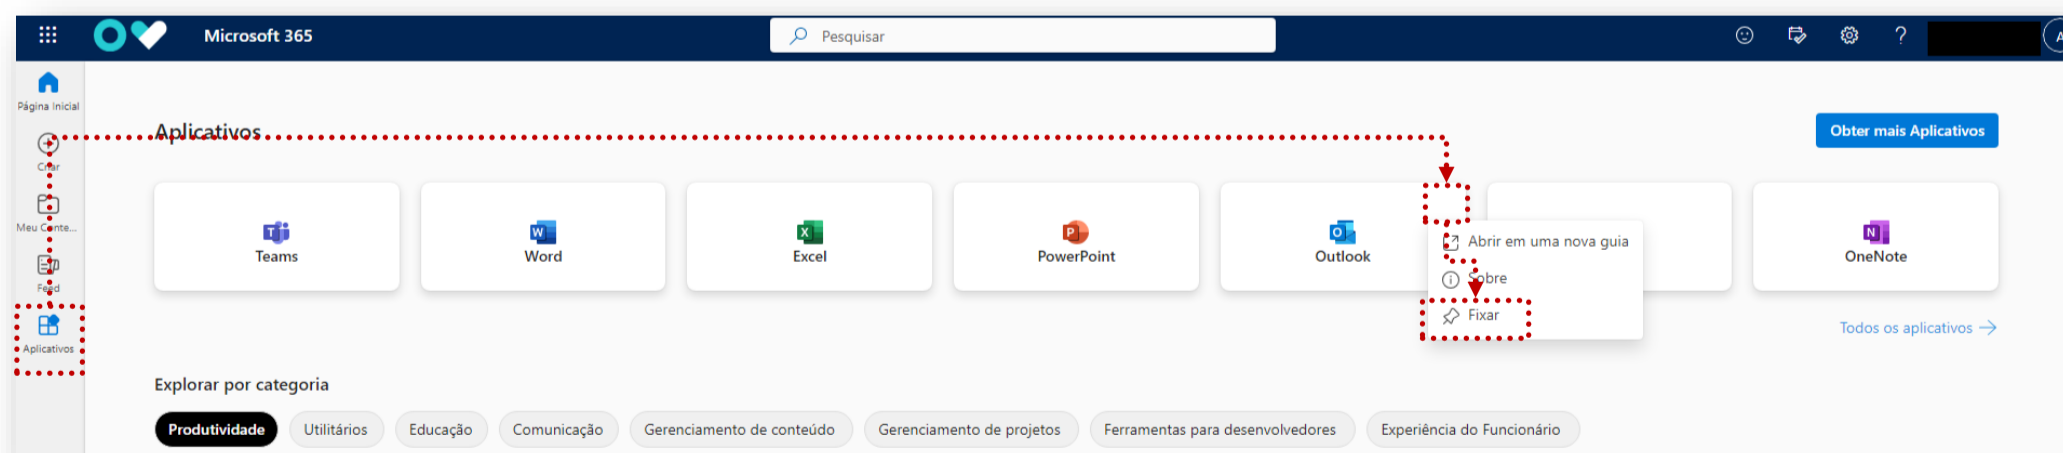 Microsoft 365
Pesquisar
A
Página Inicial
Criar
Meu Conte...
Feed
Aplicativos
Aplicativos
Obter mais Aplicativos
Teams
Word
Excel
PowerPoint
Outlook
OneNote
Abrir em uma nova guia
Sobre
Fixar
Todos os aplicativos →
Explorar por categoria
Produtividade
Utilitários
Educação
Comunicação
Gerenciamento de conteúdo
Gerenciamento de projetos
Ferramentas para desenvolvedores
Experiência do Funcionário